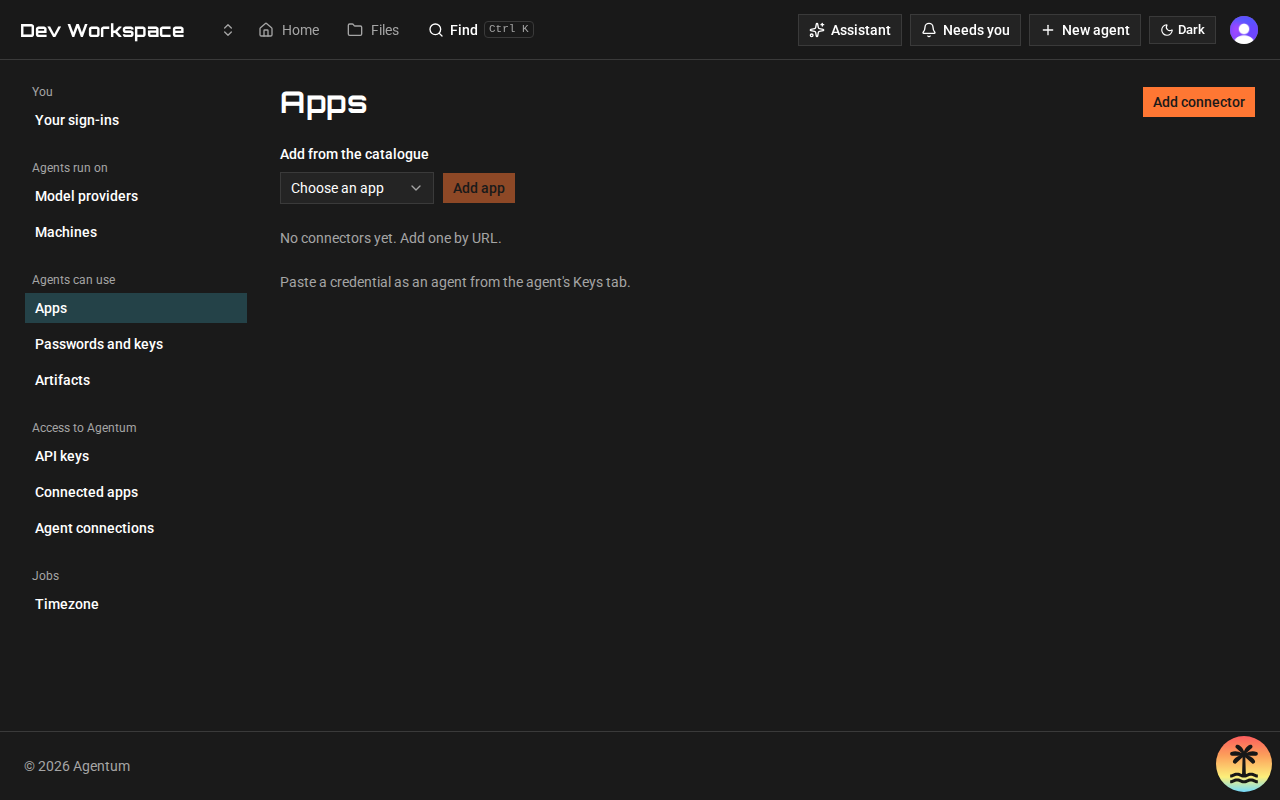 Dev Workspace
Home
Files
Find Ctrl K
Assistant
Needs you
New agent
Dark
You
Your sign-ins
Agents run on
Model providers
Machines
Agents can use
Apps
Passwords and keys
Artifacts
Access to Agentum
API keys
Connected apps
Agent connections
Jobs
Timezone
Apps
Add connector
Add from the catalogue
Choose an app
Add app
No connectors yet. Add one by URL.
Paste a credential as an agent from the agent's Keys tab.
© 2026 Agentum